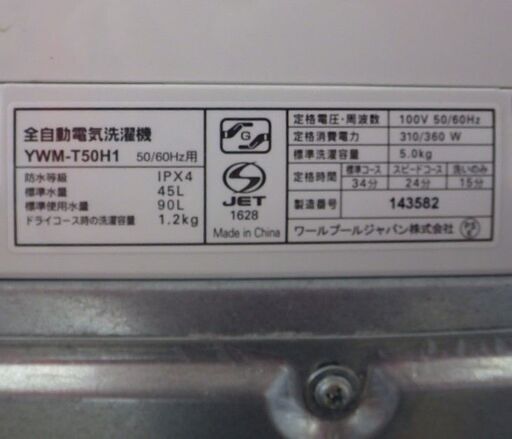 全自動電気洗濯機
YWM-T50H1 50/60Hz用
防水等級 IPX4
標準水量 45L
標準使用水量 90L
ドライコース時の洗濯容量 1.2kg
G
S
JET
1628
Made in China
定格電圧・周波数 100V 50/60Hz
定格消費電力 310/360 W
標準洗濯容量 5.0kg
定格時間 標準コース スピードコース 洗いのみ
34分 24分 15分
製造番号 143582
ワールプールジャパン株式会社